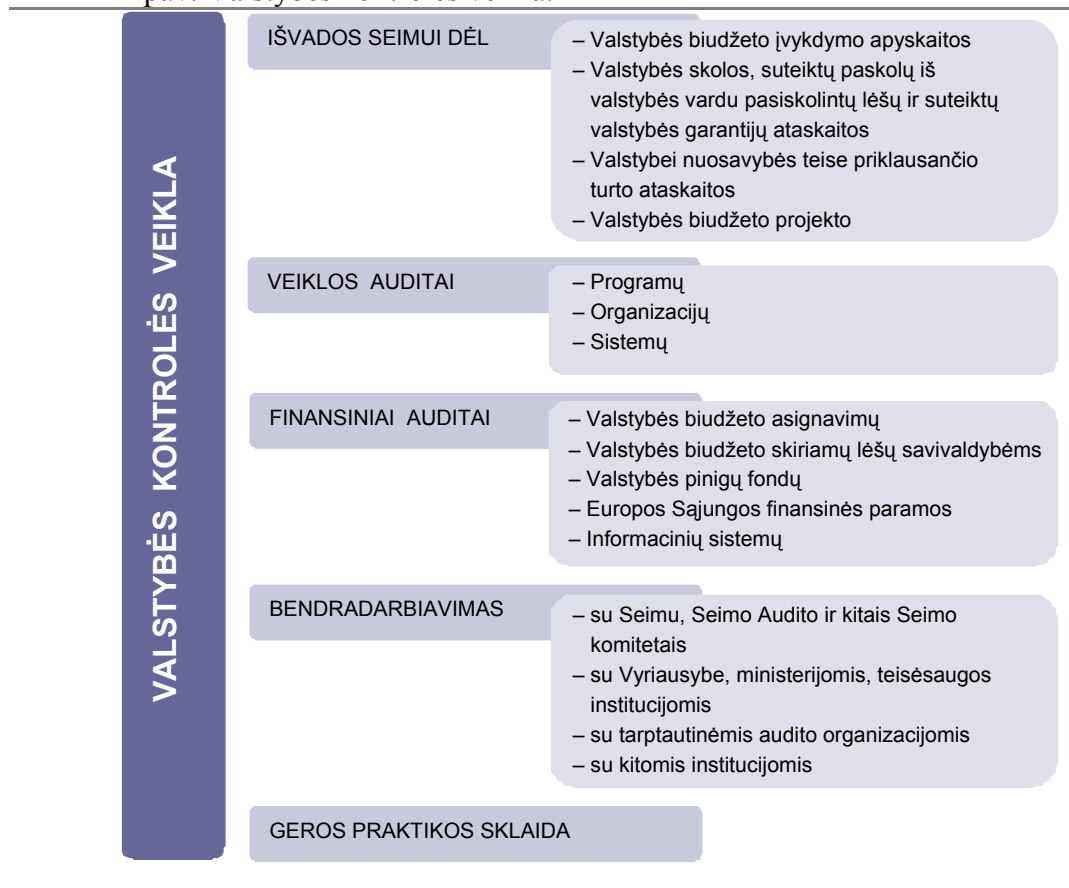 VALSTYBĖS KONTROLĖS VEIKLA
IŠVADOS SEIMUI DĖL
– Valstybės biudžeto įvykdymo apyskaitos
– Valstybės skolos, suteiktų paskolų iš
valstybės vardu pasiskolintų lėšų ir suteiktų
valstybės garantijų ataskaitos
– Valstybei nuosavybės teise priklausančio
turto ataskaitos
– Valstybės biudžeto projekto
VEIKLOS AUDITAI
– Programų
– Organizacijų
– Sistemų
FINANSINIAI AUDITAI
– Valstybės biudžeto asignavimų
– Valstybės biudžeto skiriamų lėšų savivaldybėms
– Valstybės pinigų fondų
– Europos Sąjungos finansinės paramos
– Informacinių sistemų
BENDRADARBIAVIMAS
– su Seimu, Seimo Audito ir kitais Seimo
komitetais
– su Vyriausybe, ministerijomis, teisėsaugos
institucijomis
– su tarptautinėmis audito organizacijomis
– su kitomis institucijomis
GEROS PRAKTIKOS SKLAIDA